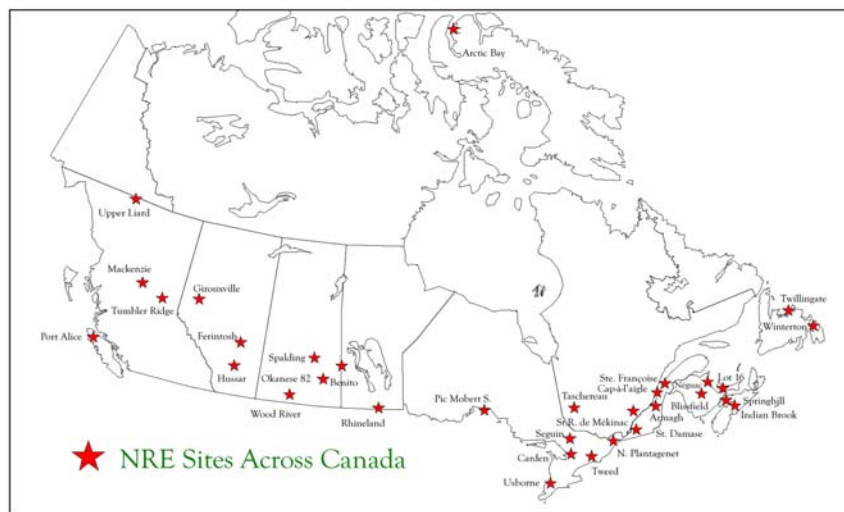 Arctic Bay
Upper Liard
Mackenzie
Tumbler Ridge
Girouxville
Port Alice
Ferintosh
Hussar
Spalding
Okanese 82
Benito
Wood River
Rhineland
Pic Mobert S.
Taschereau
Ste. Françoise
Cap-à-l'aigle
Neguac
Lot 16
Blissfield
Springhill
Indian Brook
Armagh
St.R. de Mékinac
St. Damase
Seguin
N. Plantagenet
Carden
Tweed
Usborne
Twillingate
Winterton
NRE Sites Across Canada